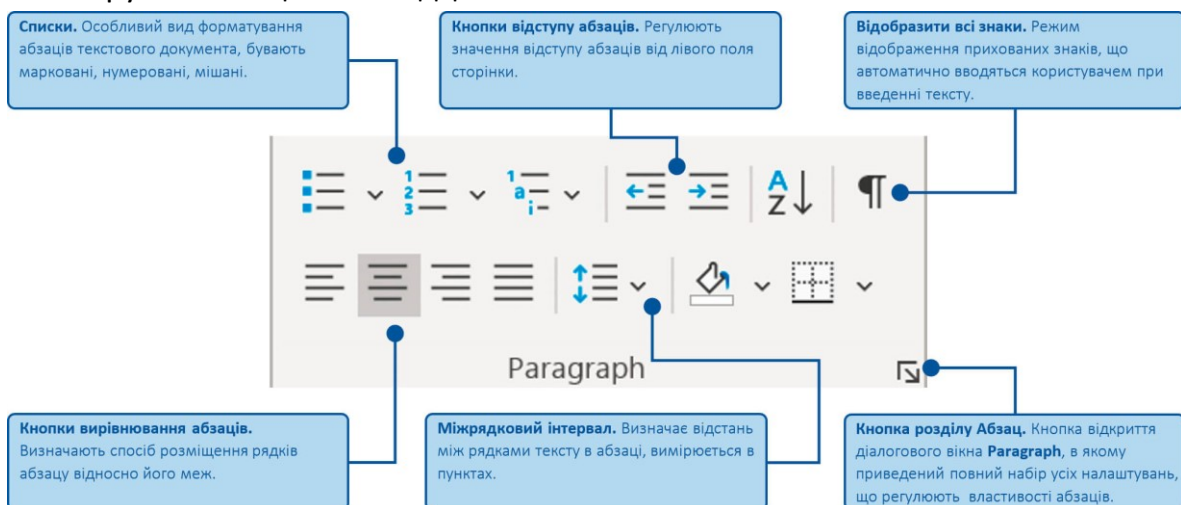 Списки. Особливий вид форматування
абзаців текстового документа, бувають
марковані, нумеровані, мішані.
Кнопки відступу абзаців. Регулюють
значення відступу абзаців від лівого поля
сторінки.
Відобразити всі знаки. Режим
відображення прихованих знаків, що
автоматично вводяться користувачем при
введенні тексту.
1
2
3
1
a
i
A
Z
¶
Paragraph
Кнопки вирівнювання абзаців.
Визначають спосіб розміщення рядків
абзацу відносно його меж.
Міжрядковий інтервал. Визначає відстань
між рядками тексту в абзаці, вимірюється в
пунктах.
Кнопка розділу Абзац. Кнопка відкриття
діалогового вікна Paragraph, в якому
приведений повний набір усіх налаштувань,
що регулюють властивості абзаців.